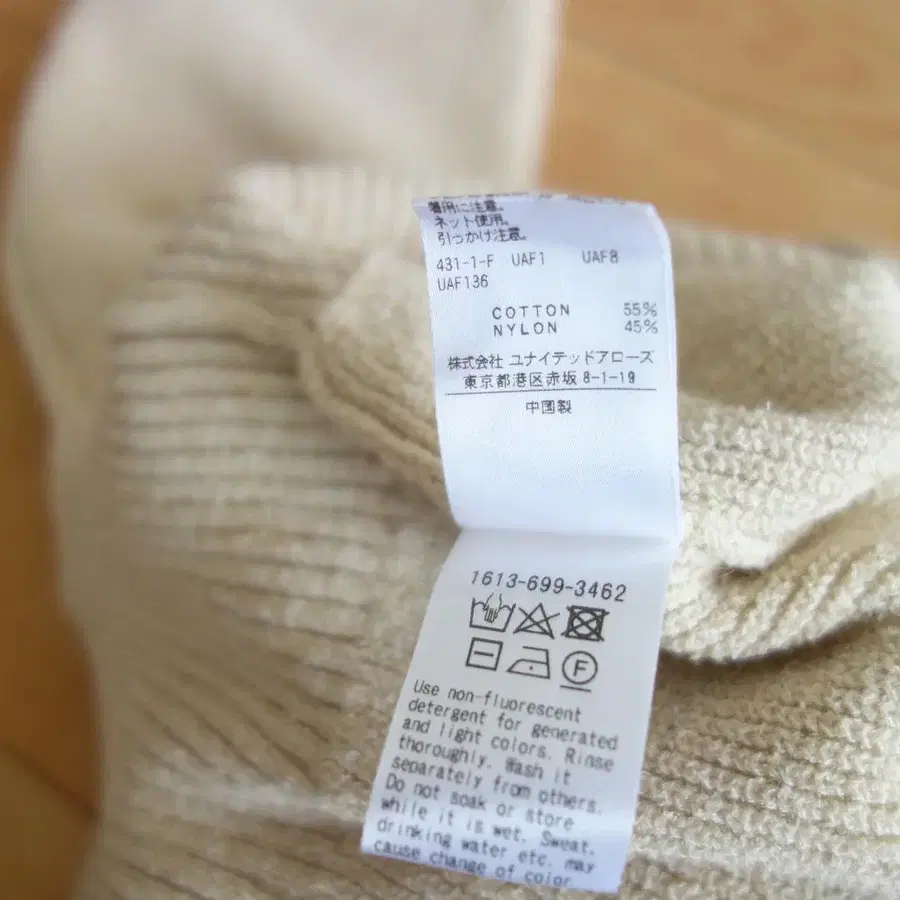 着用に注意。
ネット使用。
引っかけ注意。
431-1-F UAF1 UAF8
UAF136
COTTON 55%
NYLON 45%
株式会社 ユナイテッドアローズ
東京都港区赤坂 8-1-19
中国製
1613-699-3462
F
Use non-fluorescent
detergent for generated
and light colors. Rinse
thoroughly. Wash it
separately from others.
Do not soak or store
while it is wet. Sweat,
drinking water etc. may
cause change of color.